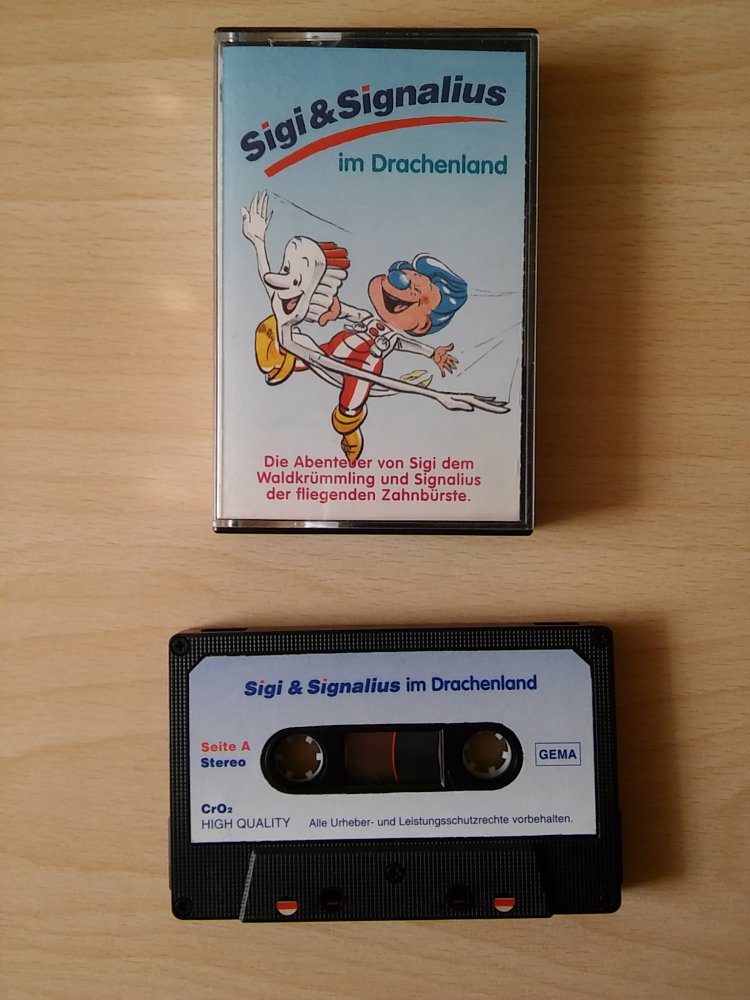 Sigi & Signalius
im Drachenland
Die Abenteuer von Sigi dem
Waldkrümmling und Signalius
der fliegenden Zahnbürste.
Sigi & Signalius im Drachenland
Seite A
Stereo
GEMA
CrO₂
HIGH QUALITY Alle Urheber- und Leistungsschutzrechte vorbehalten.